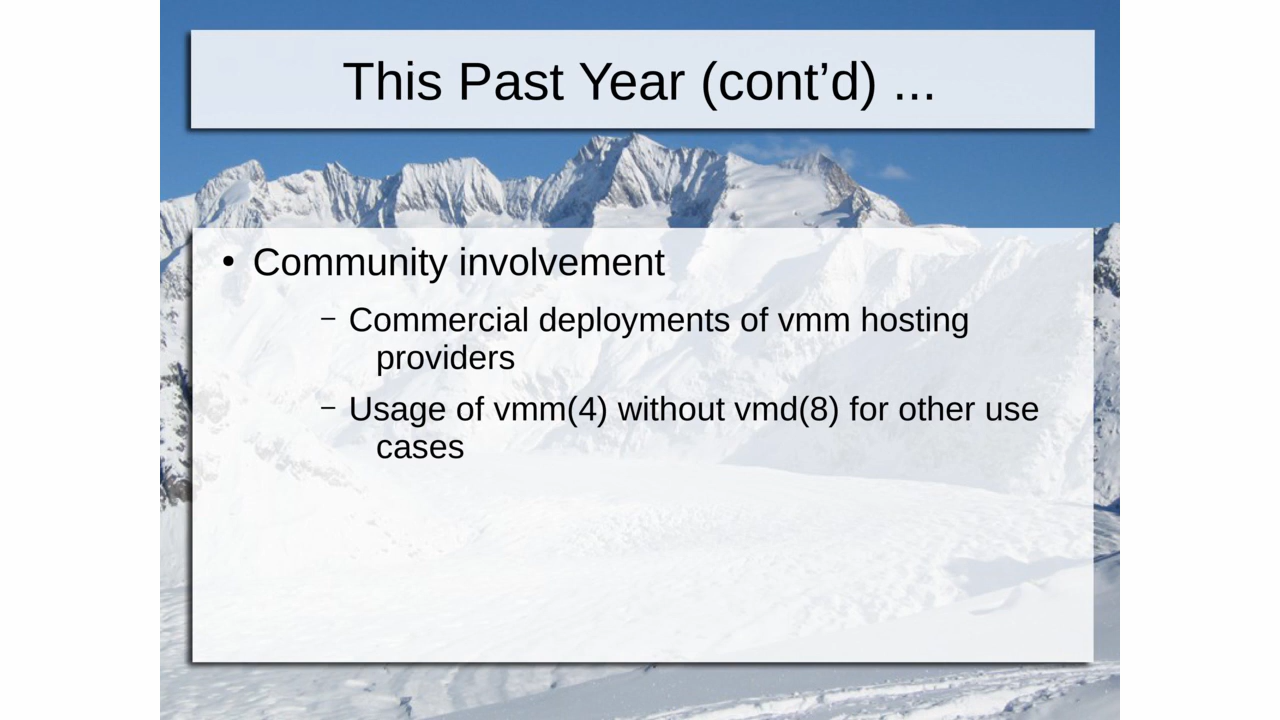 This Past Year (cont’d) ...
• Community involvement
– Commercial deployments of vmm hosting
providers
– Usage of vmm(4) without vmd(8) for other use
cases